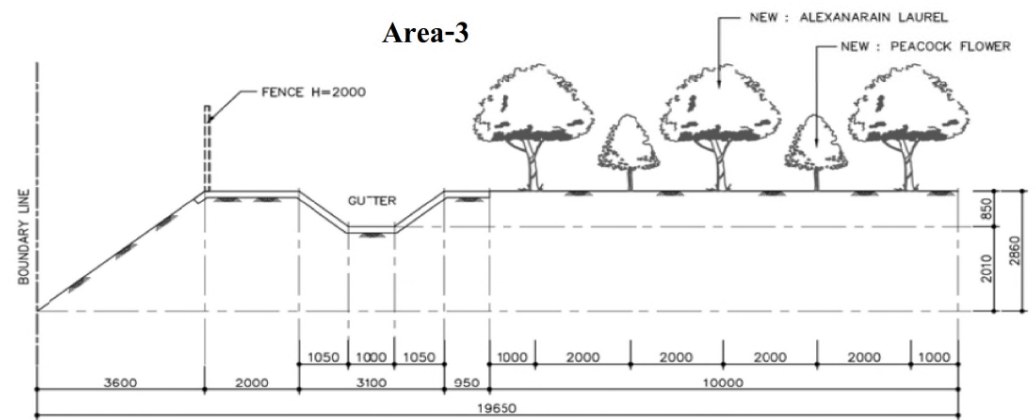 Area-3
NEW : ALEXANARAIN LAUREL
NEW : PEACOCK FLOWER
FENCE H=2000
BOUNDARY LINE
GUTTER
850
2010
2860
1050 1000 1050 1000 2000 2000 2000 2000 1000
3600 2000 3100 950 10000
19650